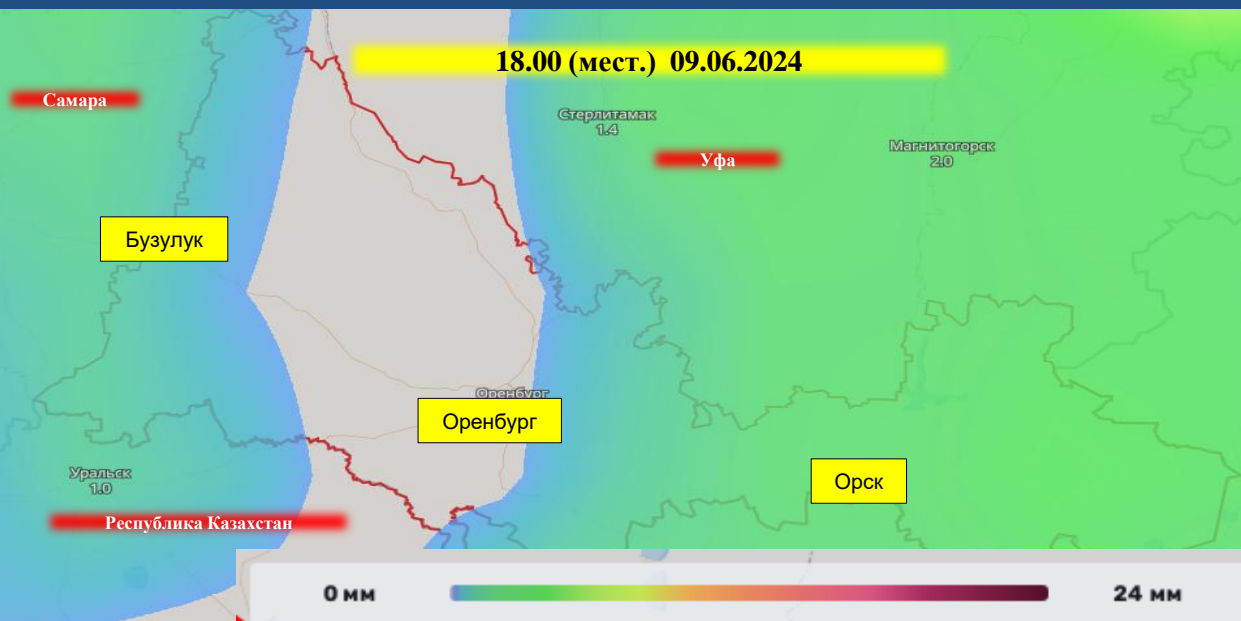 18.00 (мест.) 09.06.2024
Самара
Стерлитамак
1.4
Уфа
Магнитогорск
2.0
Бузулук
Оренбург
Оренбург
Орск
Уральск
1.0
Республика Казахстан
0 мм
24 мм